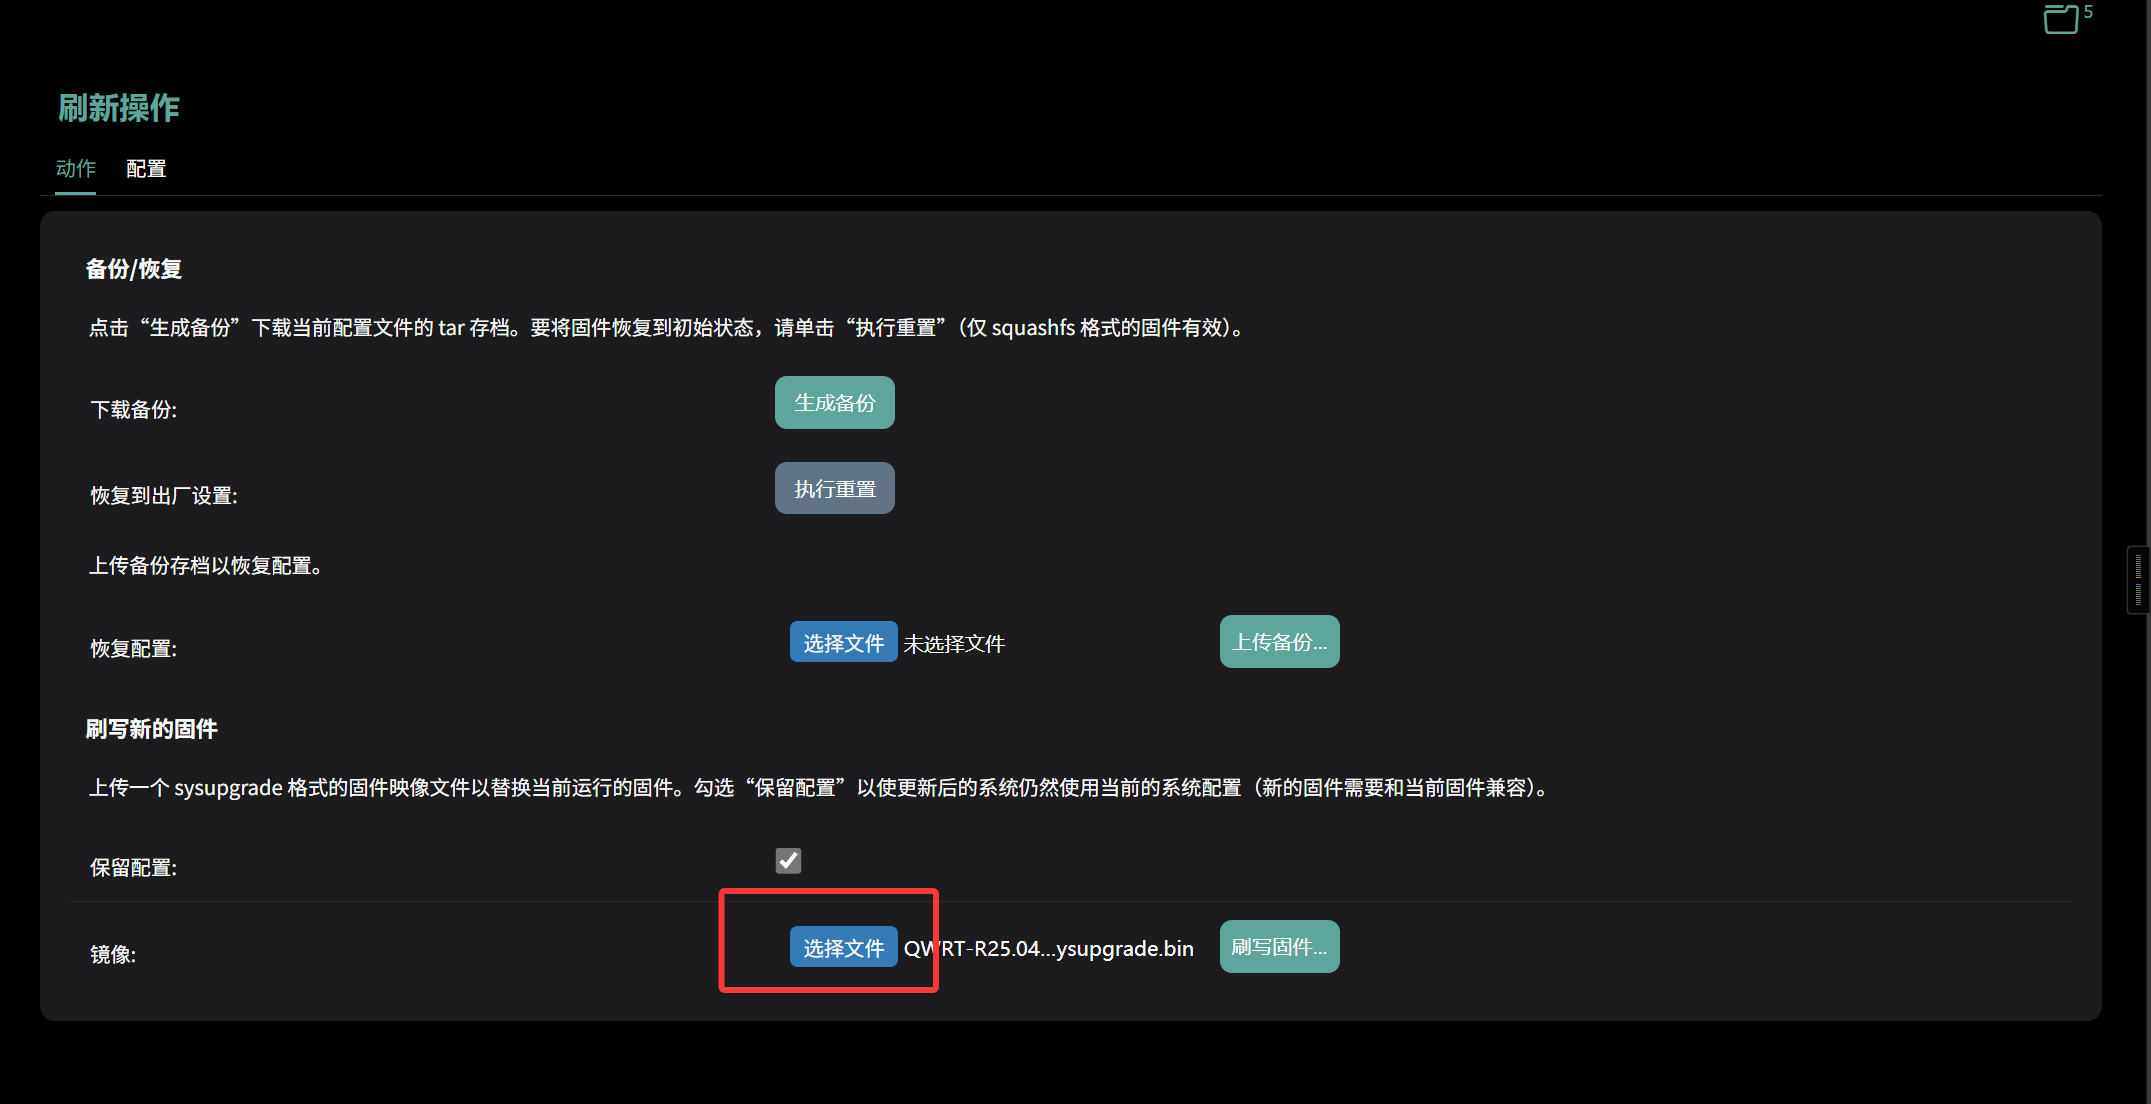 5
刷新操作
动作 配置
备份/恢复
点击“生成备份”下载当前配置文件的 tar 存档。要将固件恢复到初始状态，请单击“执行重置”（仅 squashfs 格式的固件有效）。
下载备份: 生成备份
恢复到出厂设置: 执行重置
上传备份存档以恢复配置。
恢复配置: 选择文件 未选择文件 上传备份...
刷写新的固件
上传一个 sysupgrade 格式的固件映像文件以替换当前运行的固件。勾选“保留配置”以使更新后的系统仍然使用当前的系统配置（新的固件需要和当前固件兼容）。
保留配置:
镜像: 选择文件 QWRT-R25.04...ysupgrade.bin 刷写固件...